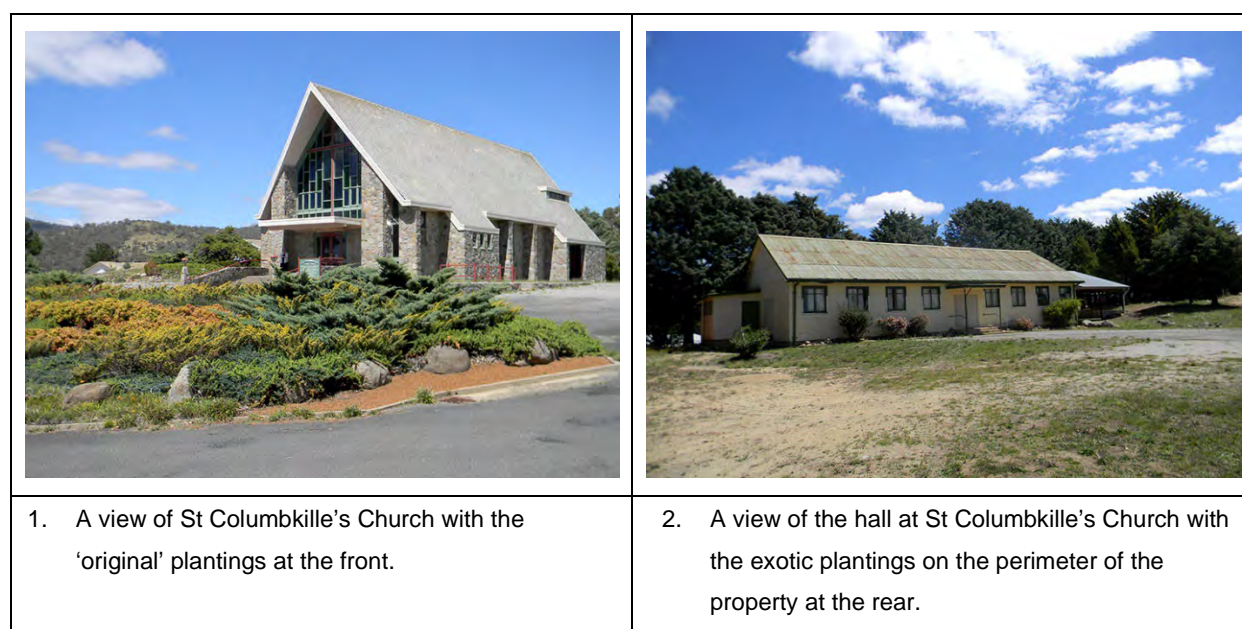 1. A view of St Columbkille’s Church with the
‘original’ plantings at the front.
2. A view of the hall at St Columbkille’s Church with
the exotic plantings on the perimeter of the
property at the rear.